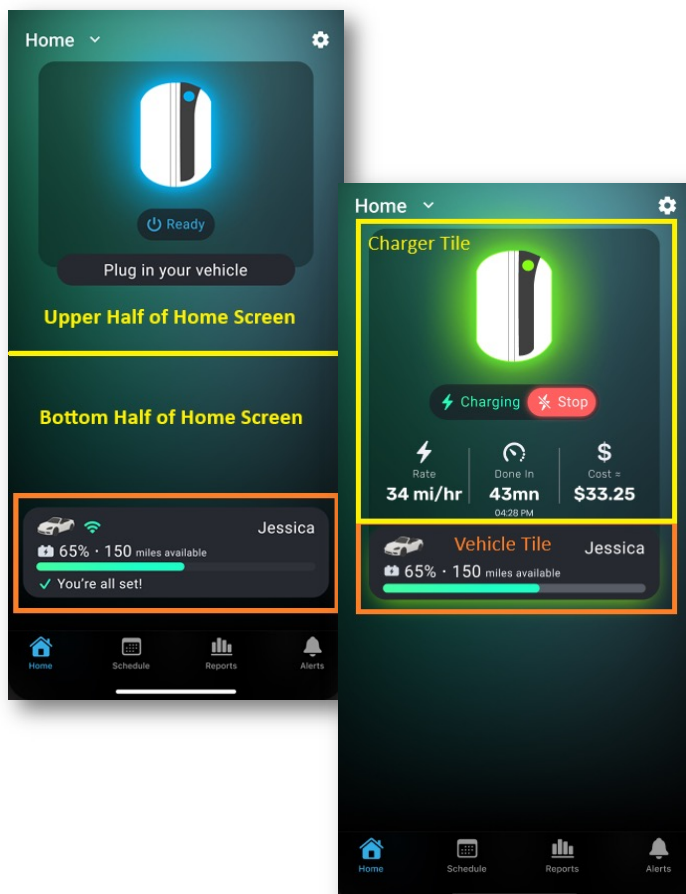 Home
Ready
Plug in your vehicle
Upper Half of Home Screen
Bottom Half of Home Screen
Jessica
65% · 150 miles available
You're all set!
Home Schedule Reports Alerts
Home
Charger Tile
Charging Stop
Rate Done In Cost ≈
34 mi/hr 43mn $33.25
04:28 PM
Vehicle Tile Jessica
65% · 150 miles available
Home Schedule Reports Alerts